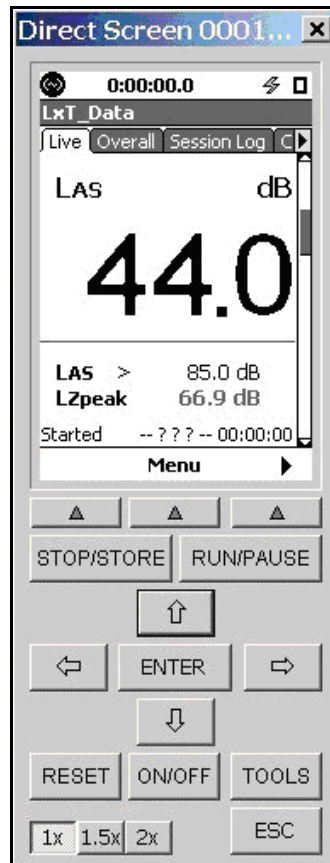 Direct Screen 0001...
0:00:00.0
LxT_Data
Live Overall Session Log C
LAS dB
44.0
LAS > 85.0 dB
LZpeak 66.9 dB
Started -- ? ? ? -- 00:00:00
Menu
STOP/STORE RUN/PAUSE
ENTER
RESET ON/OFF TOOLS
1x 1.5x 2x ESC